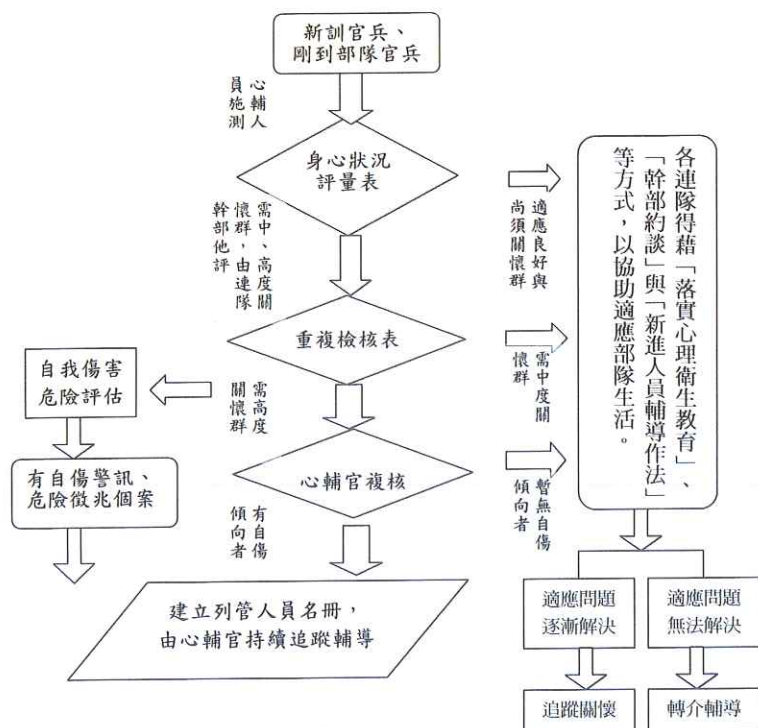 新訓官兵、
剛到部隊官兵
心輔人
員施測
身心狀況
評量表
適應良好與
尚須關懷群
需中、高度關
懷群，由連隊
幹部他評
重複檢核表
需中度關
懷群
需高度
關懷群
自我傷害
危險評估
有自傷警訊、
危險徵兆個案
心輔官複核
暫無自傷
傾向者
有自傷
傾向者
建立列管人員名冊，
由心輔官持續追蹤輔導
各連隊得藉「落實心理衛生教育」、
「幹部約談」與「新進人員輔導作法」
等方式，以協助適應部隊生活。
適應問題
逐漸解決
適應問題
無法解決
追蹤關懷
轉介輔導